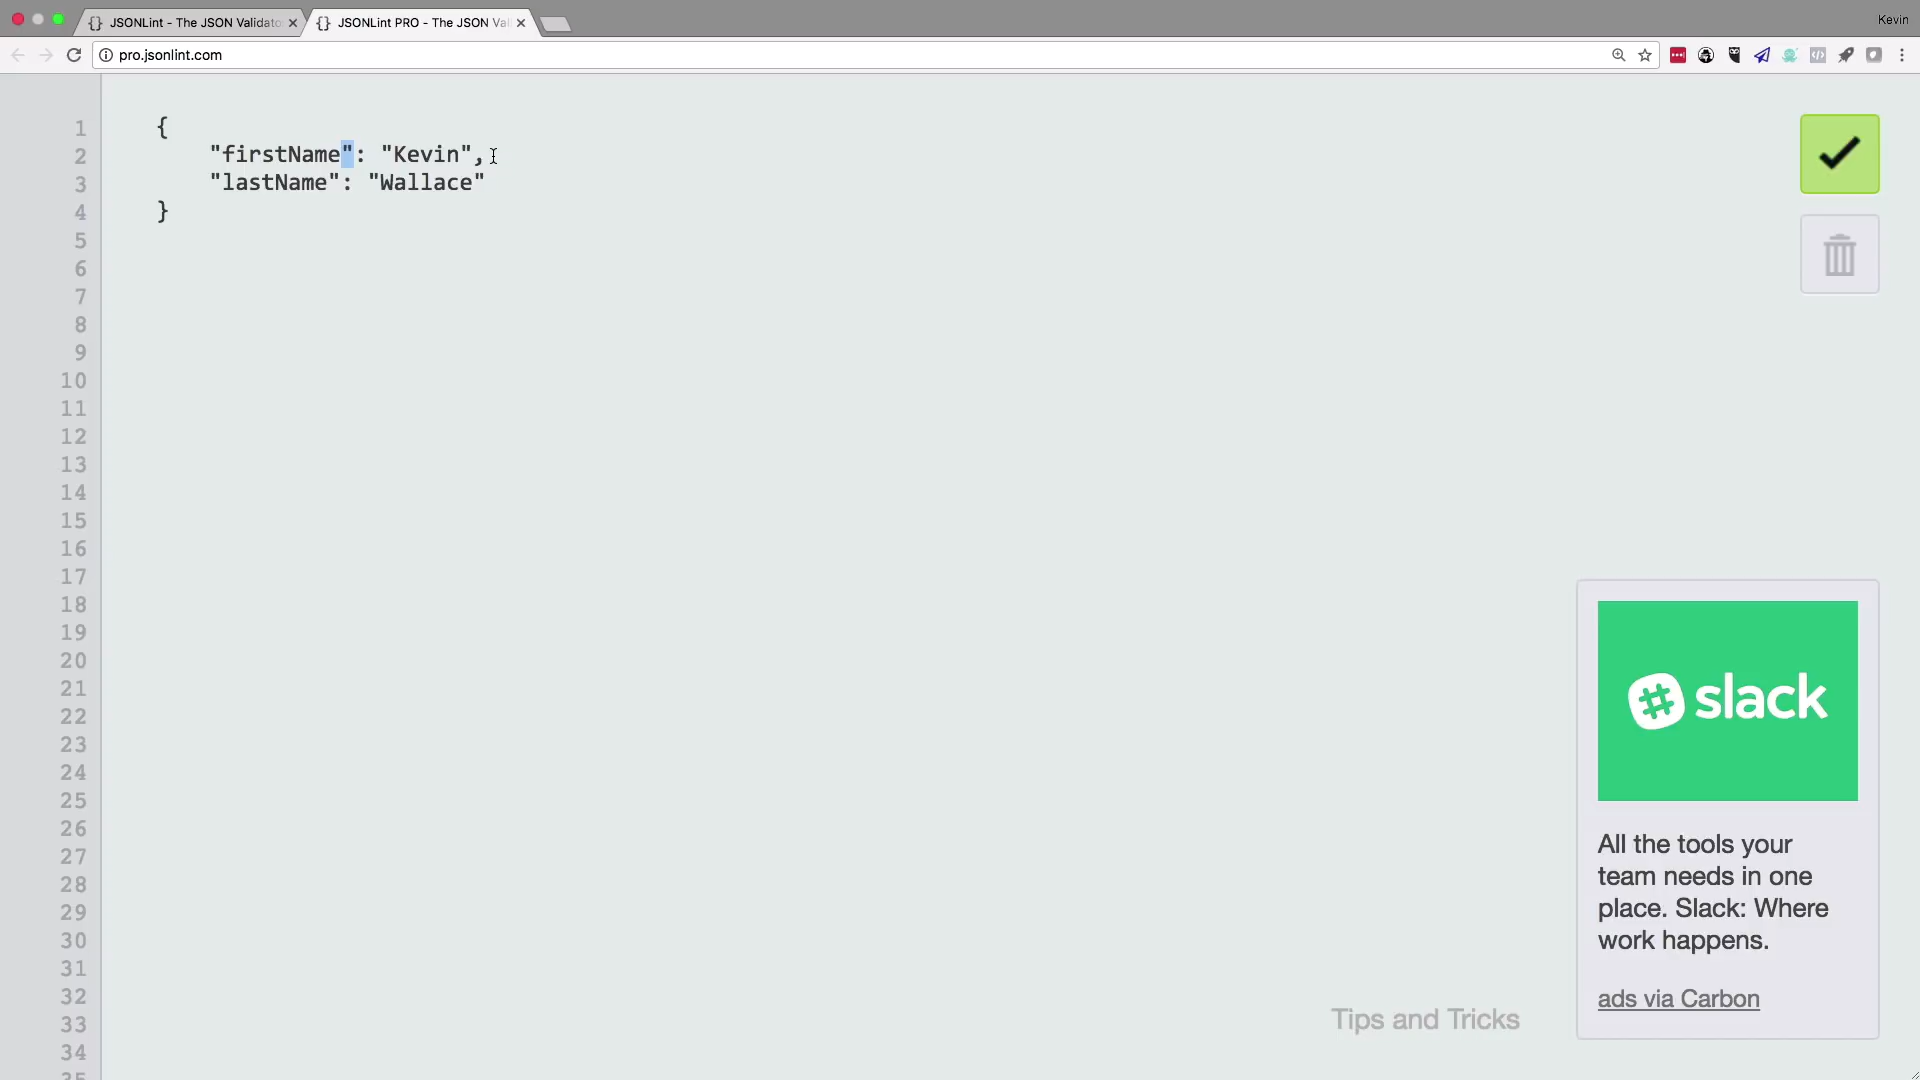 JSONLint - The JSON Validato
JSONLint PRO - The JSON Val
Kevin
pro.jsonlint.com
1 {
2 "firstName": "Kevin",
3 "lastName": "Wallace"
4 }
5
6
7
8
9
10
11
12
13
14
15
16
17
18
19
20
21
22
23
24
25
26
27
28
29
30
31
32
33
34
35
slack
All the tools your
team needs in one
place. Slack: Where
work happens.
ads via Carbon
Tips and Tricks